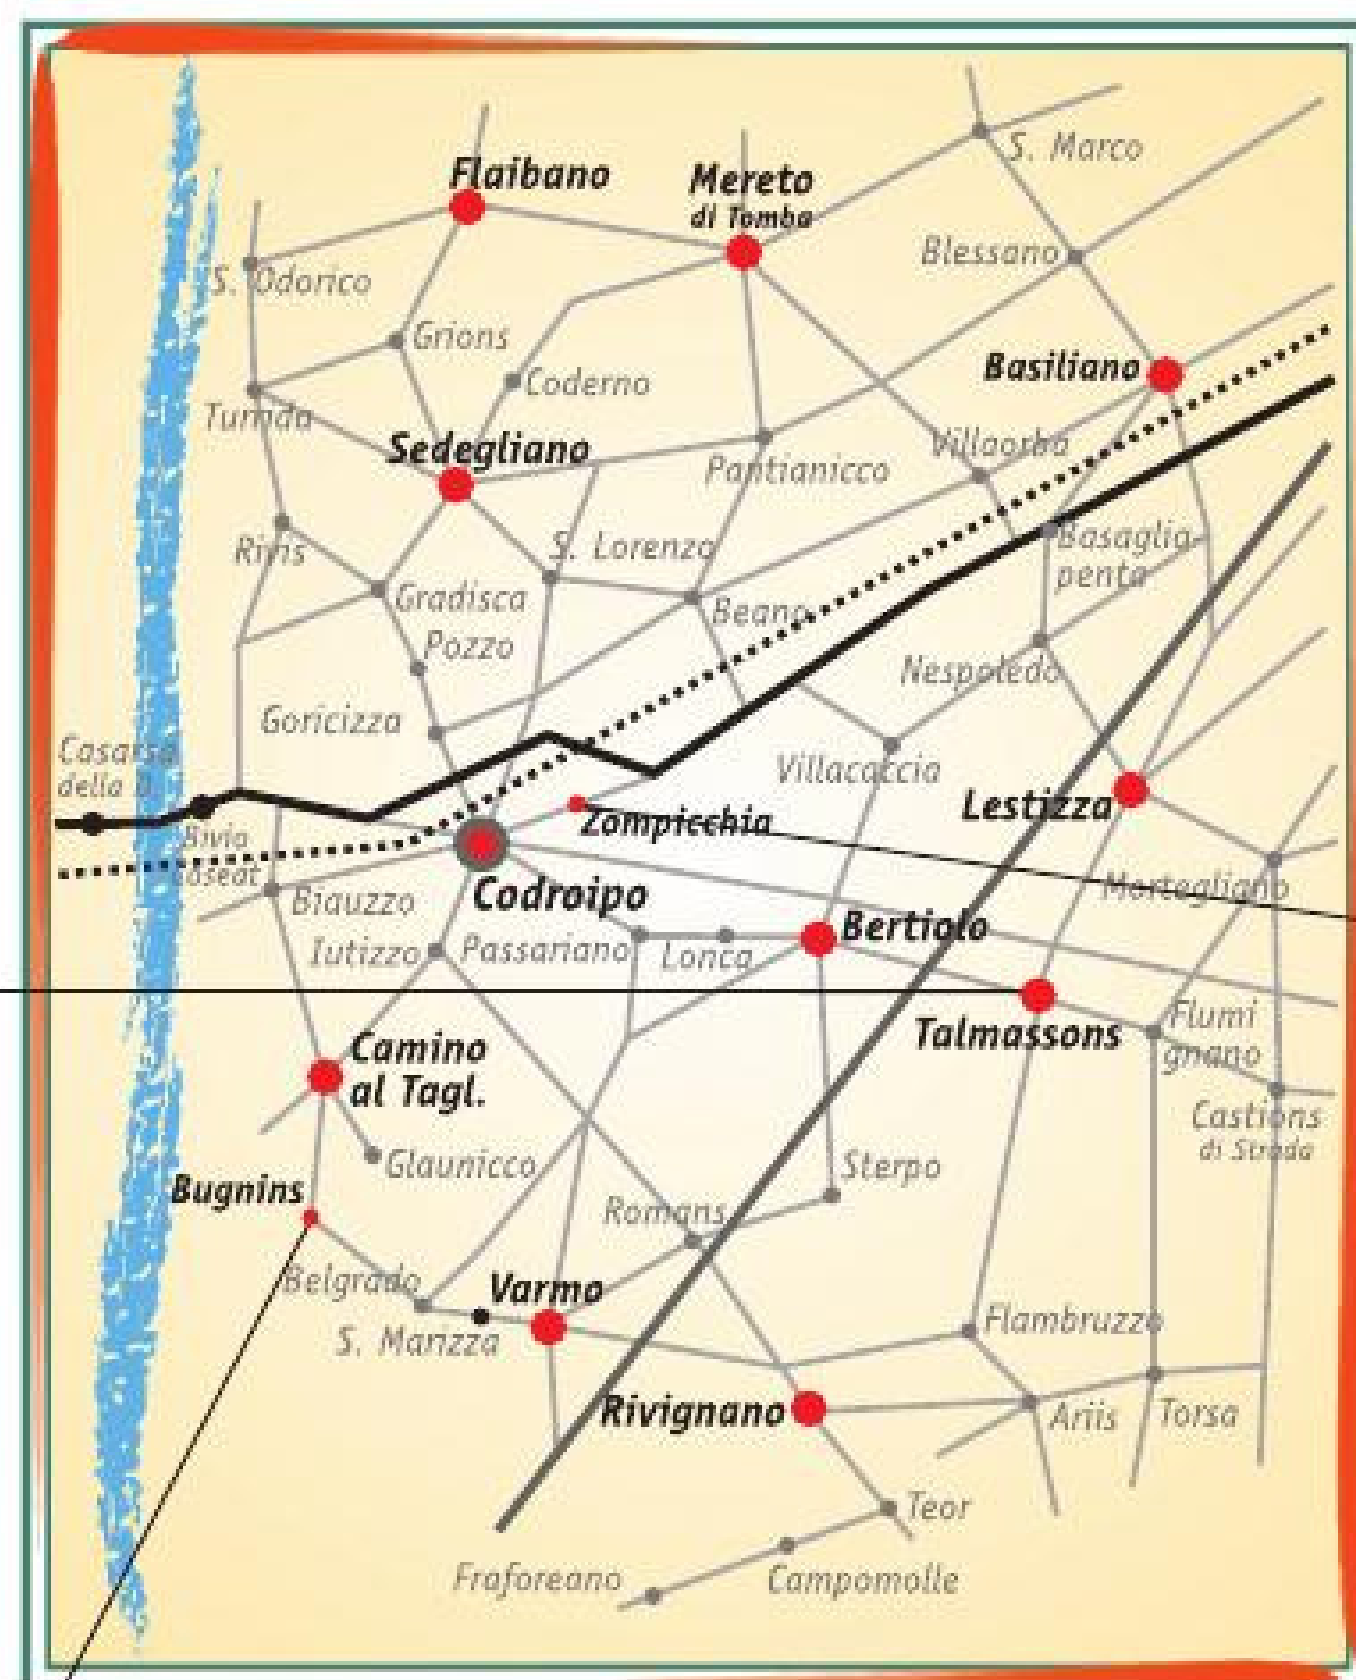 S. Marco
Flaibano
Mereto
di Tomba
Blessano
S. Odorico
Grions
Basiliano
Coderno
Turrida
Sedegliano
Villaorba
Pantianicco
Rivis
S. Lorenzo
Basaglia-
penta
Gradisca
Beano
Pozzo
Nespoledo
Goricizza
Casarsa
della D.
Villacaccia
Lestizza
Zompicchia
Bivio
Coseat
Mortegliano
Codroipo
Biauzzo
Bertiolo
Iutizzo
Passariano
Lonca
Talmassons
Flumi
gnano
Camino
al Tagl.
Castions
di Strada
Glaunicco
Sterpo
Bugnins
Romans
Belgrado
Varmo
S. Marizza
Flambruzzo
Rivignano
Ariis
Torsa
Teor
Fraforeano
Campomolle